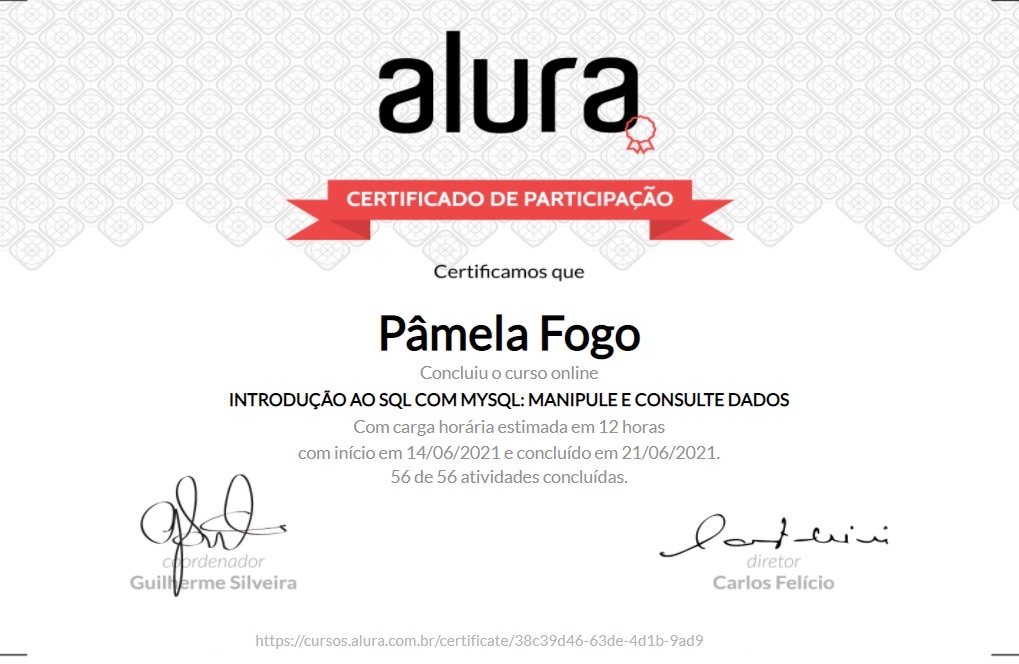 alura
CERTIFICADO DE PARTICIPAÇÃO
Certificamos que
Pâmela Fogo
Concluiu o curso online
INTRODUÇÃO AO SQL COM MYSQL: MANIPULE E CONSULTE DADOS
Com carga horária estimada em 12 horas
com início em 14/06/2021 e concluído em 21/06/2021.
56 de 56 atividades concluídas.
coordenador
Guilherme Silveira
diretor
Carlos Felício
https://cursos.alura.com.br/certificate/38c39d46-63de-4d1b-9ad9